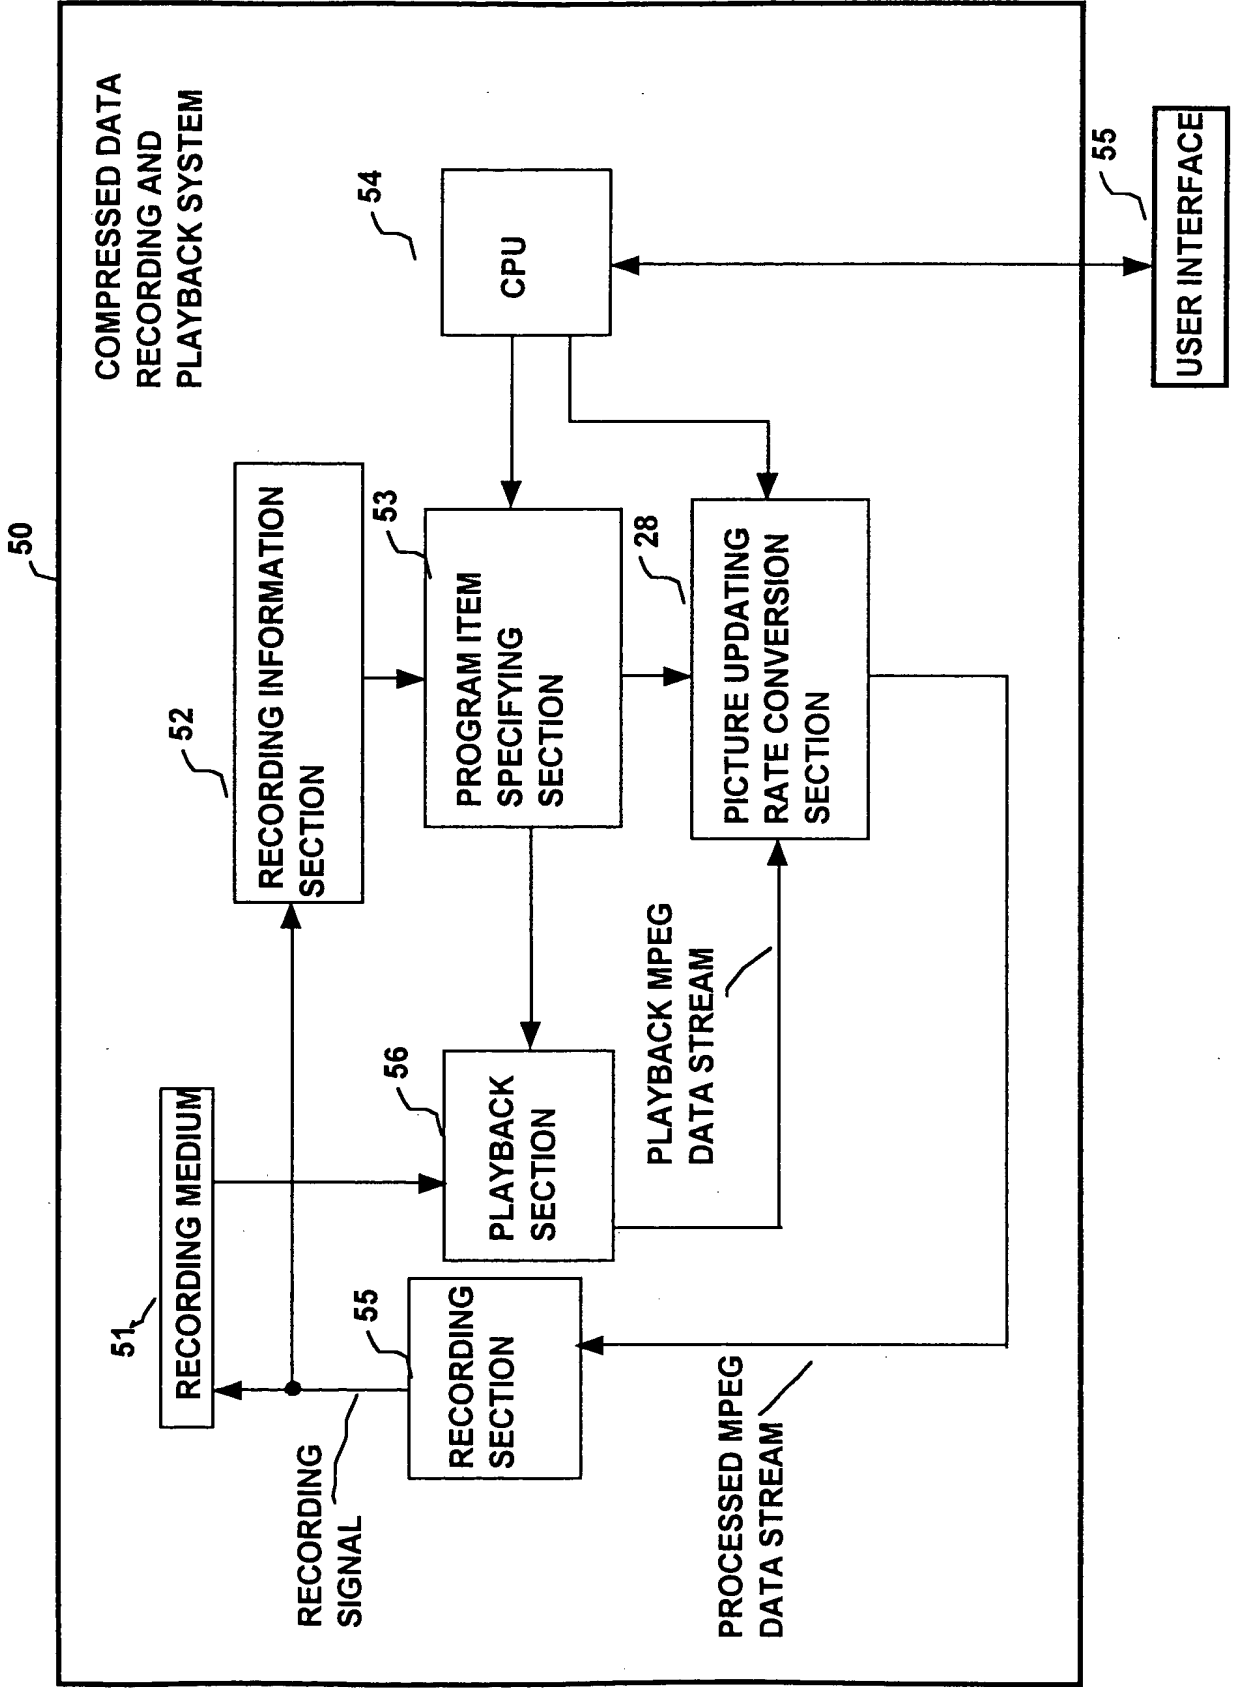 50
COMPRESSED DATA
RECORDING AND
PLAYBACK SYSTEM
51
RECORDING MEDIUM
52
RECORDING INFORMATION
SECTION
RECORDING
SIGNAL
55
RECORDING
SECTION
56
PLAYBACK
SECTION
53
PROGRAM ITEM
SPECIFYING
SECTION
54
CPU
PLAYBACK MPEG
DATA STREAM
28
PICTURE UPDATING
RATE CONVERSION
SECTION
PROCESSED MPEG
DATA STREAM
55
USER INTERFACE